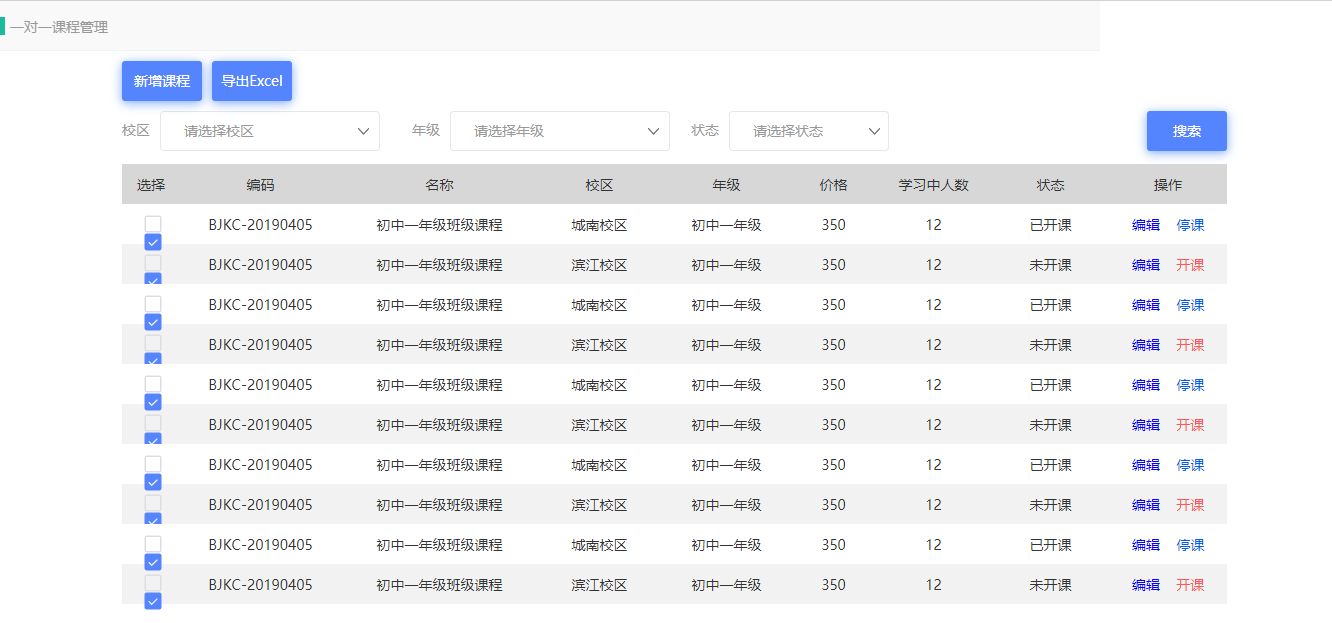 一对一课程管理
新增课程 导出Excel
校区 请选择校区 年级 请选择年级 状态 请选择状态 搜索
选择 编码 名称 校区 年级 价格 学习中人数 状态 操作
BJKC-20190405 初中一年级班级课程 城南校区 初中一年级 350 12 已开课 编辑 停课
BJKC-20190405 初中一年级班级课程 滨江校区 初中一年级 350 12 未开课 编辑 开课
BJKC-20190405 初中一年级班级课程 城南校区 初中一年级 350 12 已开课 编辑 停课
BJKC-20190405 初中一年级班级课程 滨江校区 初中一年级 350 12 未开课 编辑 开课
BJKC-20190405 初中一年级班级课程 城南校区 初中一年级 350 12 已开课 编辑 停课
BJKC-20190405 初中一年级班级课程 滨江校区 初中一年级 350 12 未开课 编辑 开课
BJKC-20190405 初中一年级班级课程 城南校区 初中一年级 350 12 已开课 编辑 停课
BJKC-20190405 初中一年级班级课程 滨江校区 初中一年级 350 12 未开课 编辑 开课
BJKC-20190405 初中一年级班级课程 城南校区 初中一年级 350 12 已开课 编辑 停课
BJKC-20190405 初中一年级班级课程 滨江校区 初中一年级 350 12 未开课 编辑 开课